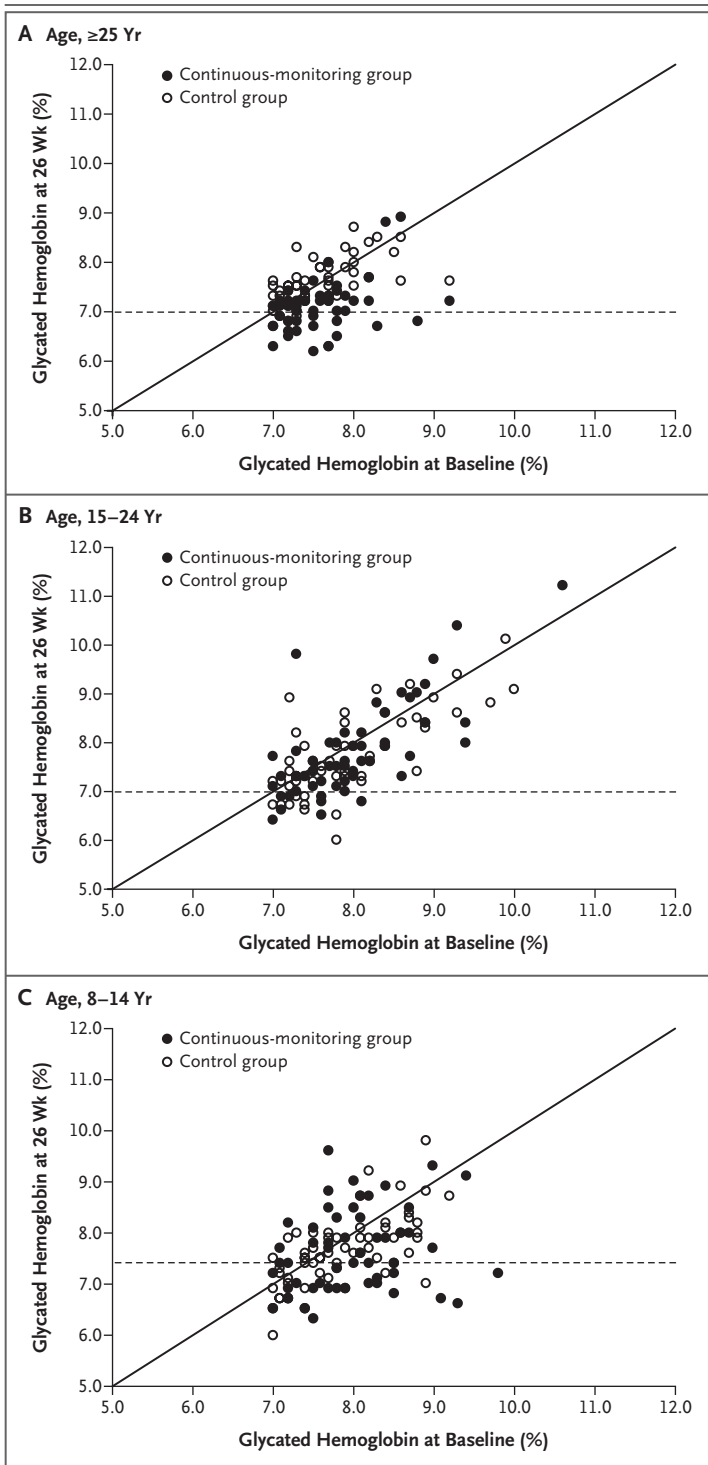 A Age, ≥25 Yr
Continuous-monitoring group
Control group
Glycated Hemoglobin at 26 Wk (%)
12.0
11.0
10.0
9.0
8.0
7.0
6.0
5.0
5.0 6.0 7.0 8.0 9.0 10.0 11.0 12.0
Glycated Hemoglobin at Baseline (%)
B Age, 15–24 Yr
Continuous-monitoring group
Control group
Glycated Hemoglobin at 26 Wk (%)
12.0
11.0
10.0
9.0
8.0
7.0
6.0
5.0
5.0 6.0 7.0 8.0 9.0 10.0 11.0 12.0
Glycated Hemoglobin at Baseline (%)
C Age, 8–14 Yr
Continuous-monitoring group
Control group
Glycated Hemoglobin at 26 Wk (%)
12.0
11.0
10.0
9.0
8.0
7.0
6.0
5.0
5.0 6.0 7.0 8.0 9.0 10.0 11.0 12.0
Glycated Hemoglobin at Baseline (%)